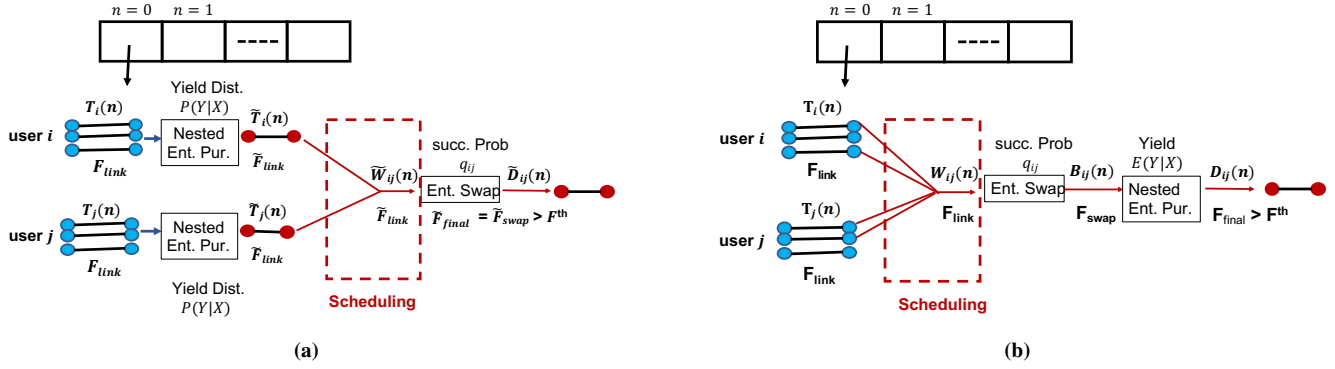 n = 0 n = 1
Yield Dist.
P(Y|X)
T_i(n)
user i
F_link
Nested
Ent. Pur.
T̃_i(n)
F̃_link
T_j(n)
user j
F_link
Nested
Ent. Pur.
T̃_j(n)
F̃_link
Yield Dist.
P(Y|X)
Scheduling
W̃_ij(n)
F̃_link
succ. Prob
q_ij
Ent. Swap
D̃_ij(n)
F̃_final = F̃_swap > F^th
(a)
n = 0 n = 1
T_i(n)
user i
F_link
T_j(n)
user j
F_link
Scheduling
W_ij(n)
F_link
succ. Prob
q_ij
Ent. Swap
B_ij(n)
F_swap
Yield
E(Y|X)
Nested
Ent. Pur.
D_ij(n)
F_final > F^th
(b)